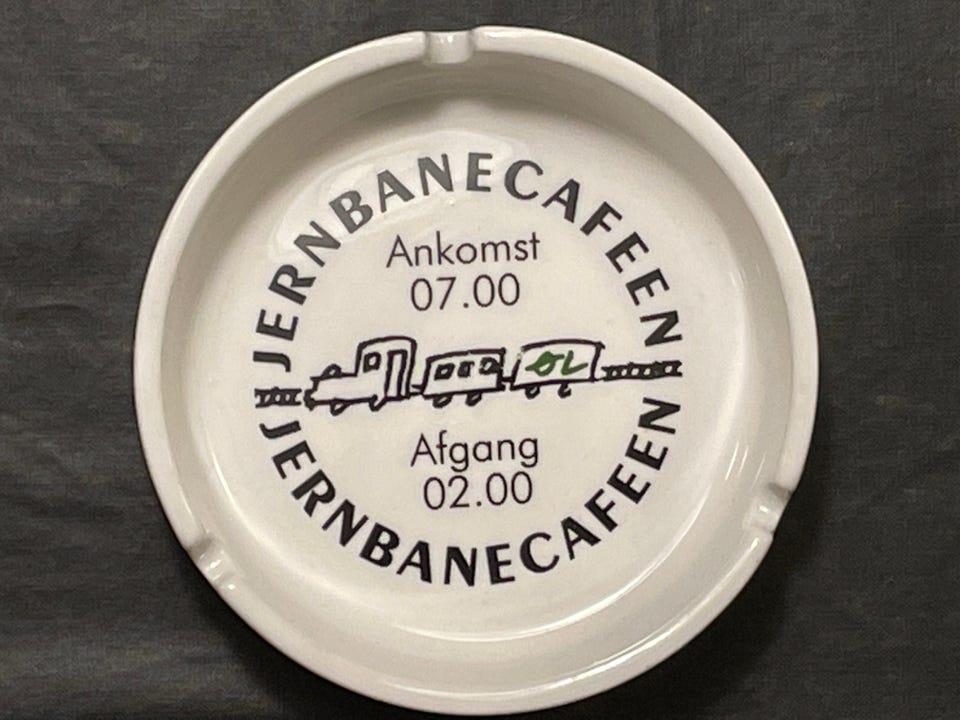 JERNBANECAFEEN
Ankomst
07.00
ØL
Afgang
02.00
JERNBANECAFEEN